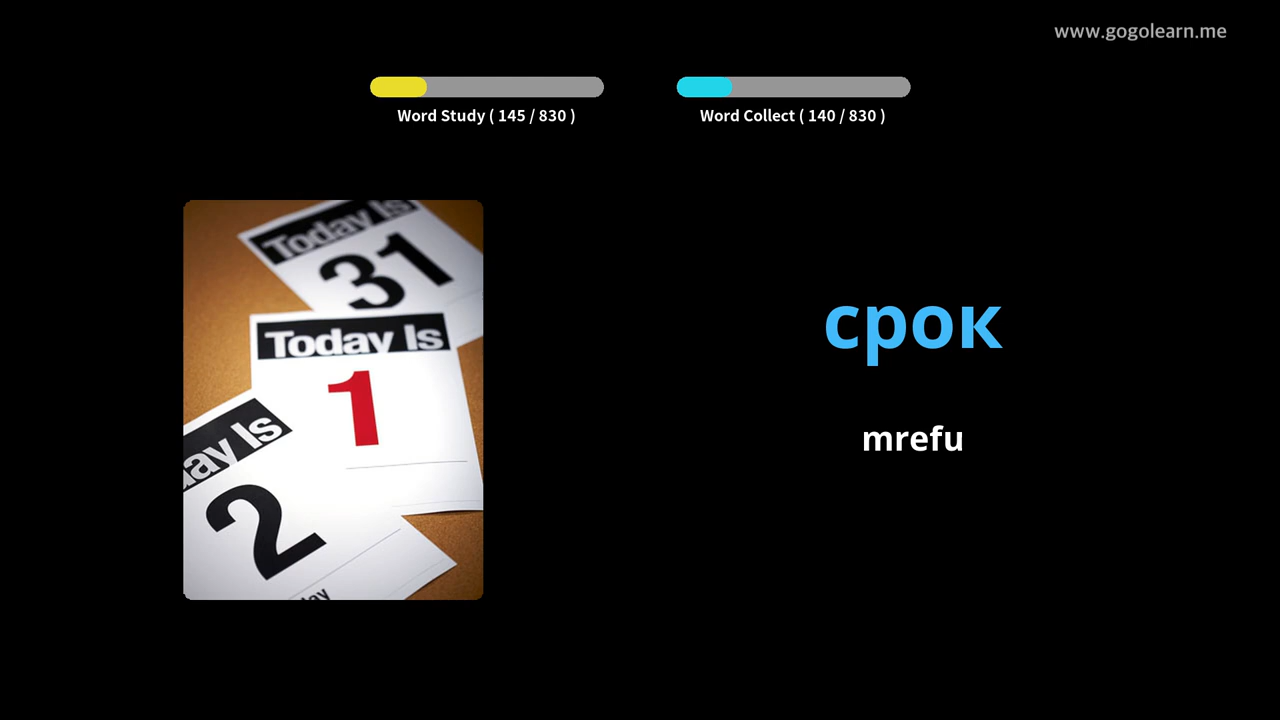 www.gogolearn.me
Word Study ( 145 / 830 )
Word Collect ( 140 / 830 )
Today Is
31
Today Is
1
ay Is
2
срок
mrefu